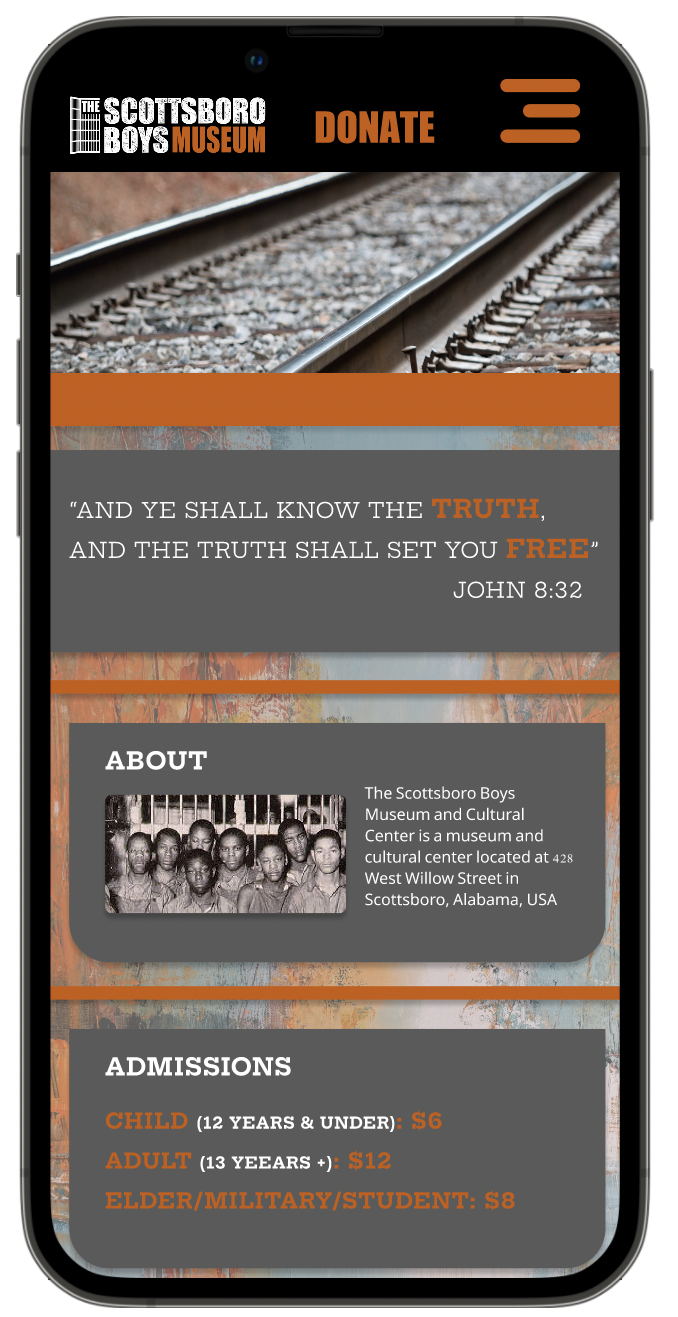 THE SCOTTSBORO
BOYS MUSEUM
DONATE
“AND YE SHALL KNOW THE TRUTH,
AND THE TRUTH SHALL SET YOU FREE”
JOHN 8:32
ABOUT
The Scottsboro Boys
Museum and Cultural
Center is a museum and
cultural center located at 428
West Willow Street in
Scottsboro, Alabama, USA
ADMISSIONS
CHILD (12 YEARS & UNDER): $6
ADULT (13 YEEARS +): $12
ELDER/MILITARY/STUDENT: $8